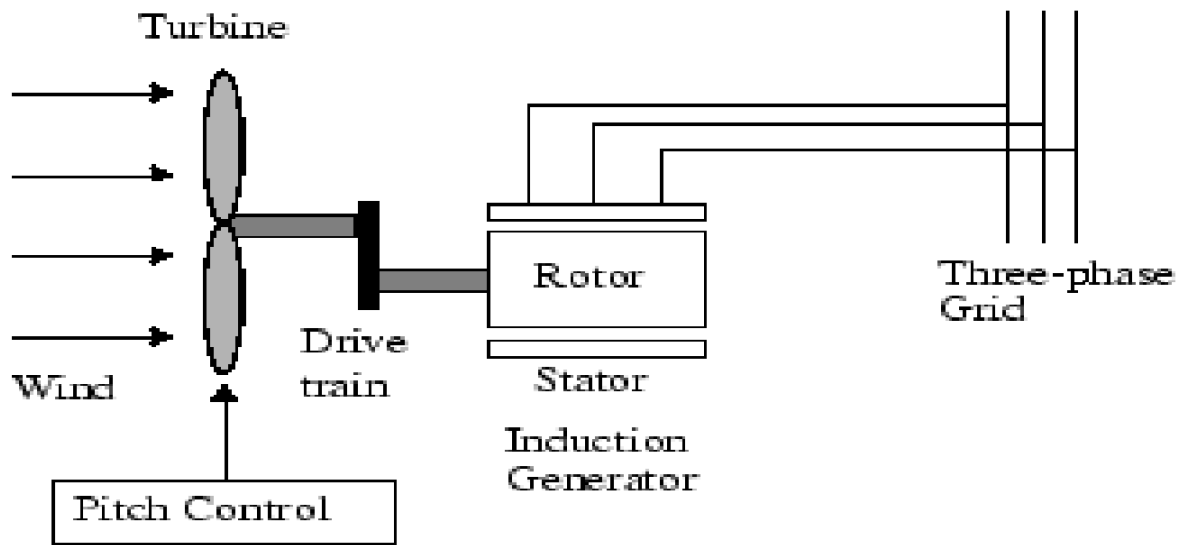 Turbine
Wind
Drive
train
Pitch Control
Rotor
Stator
Induction
Generator
Three-phase
Grid